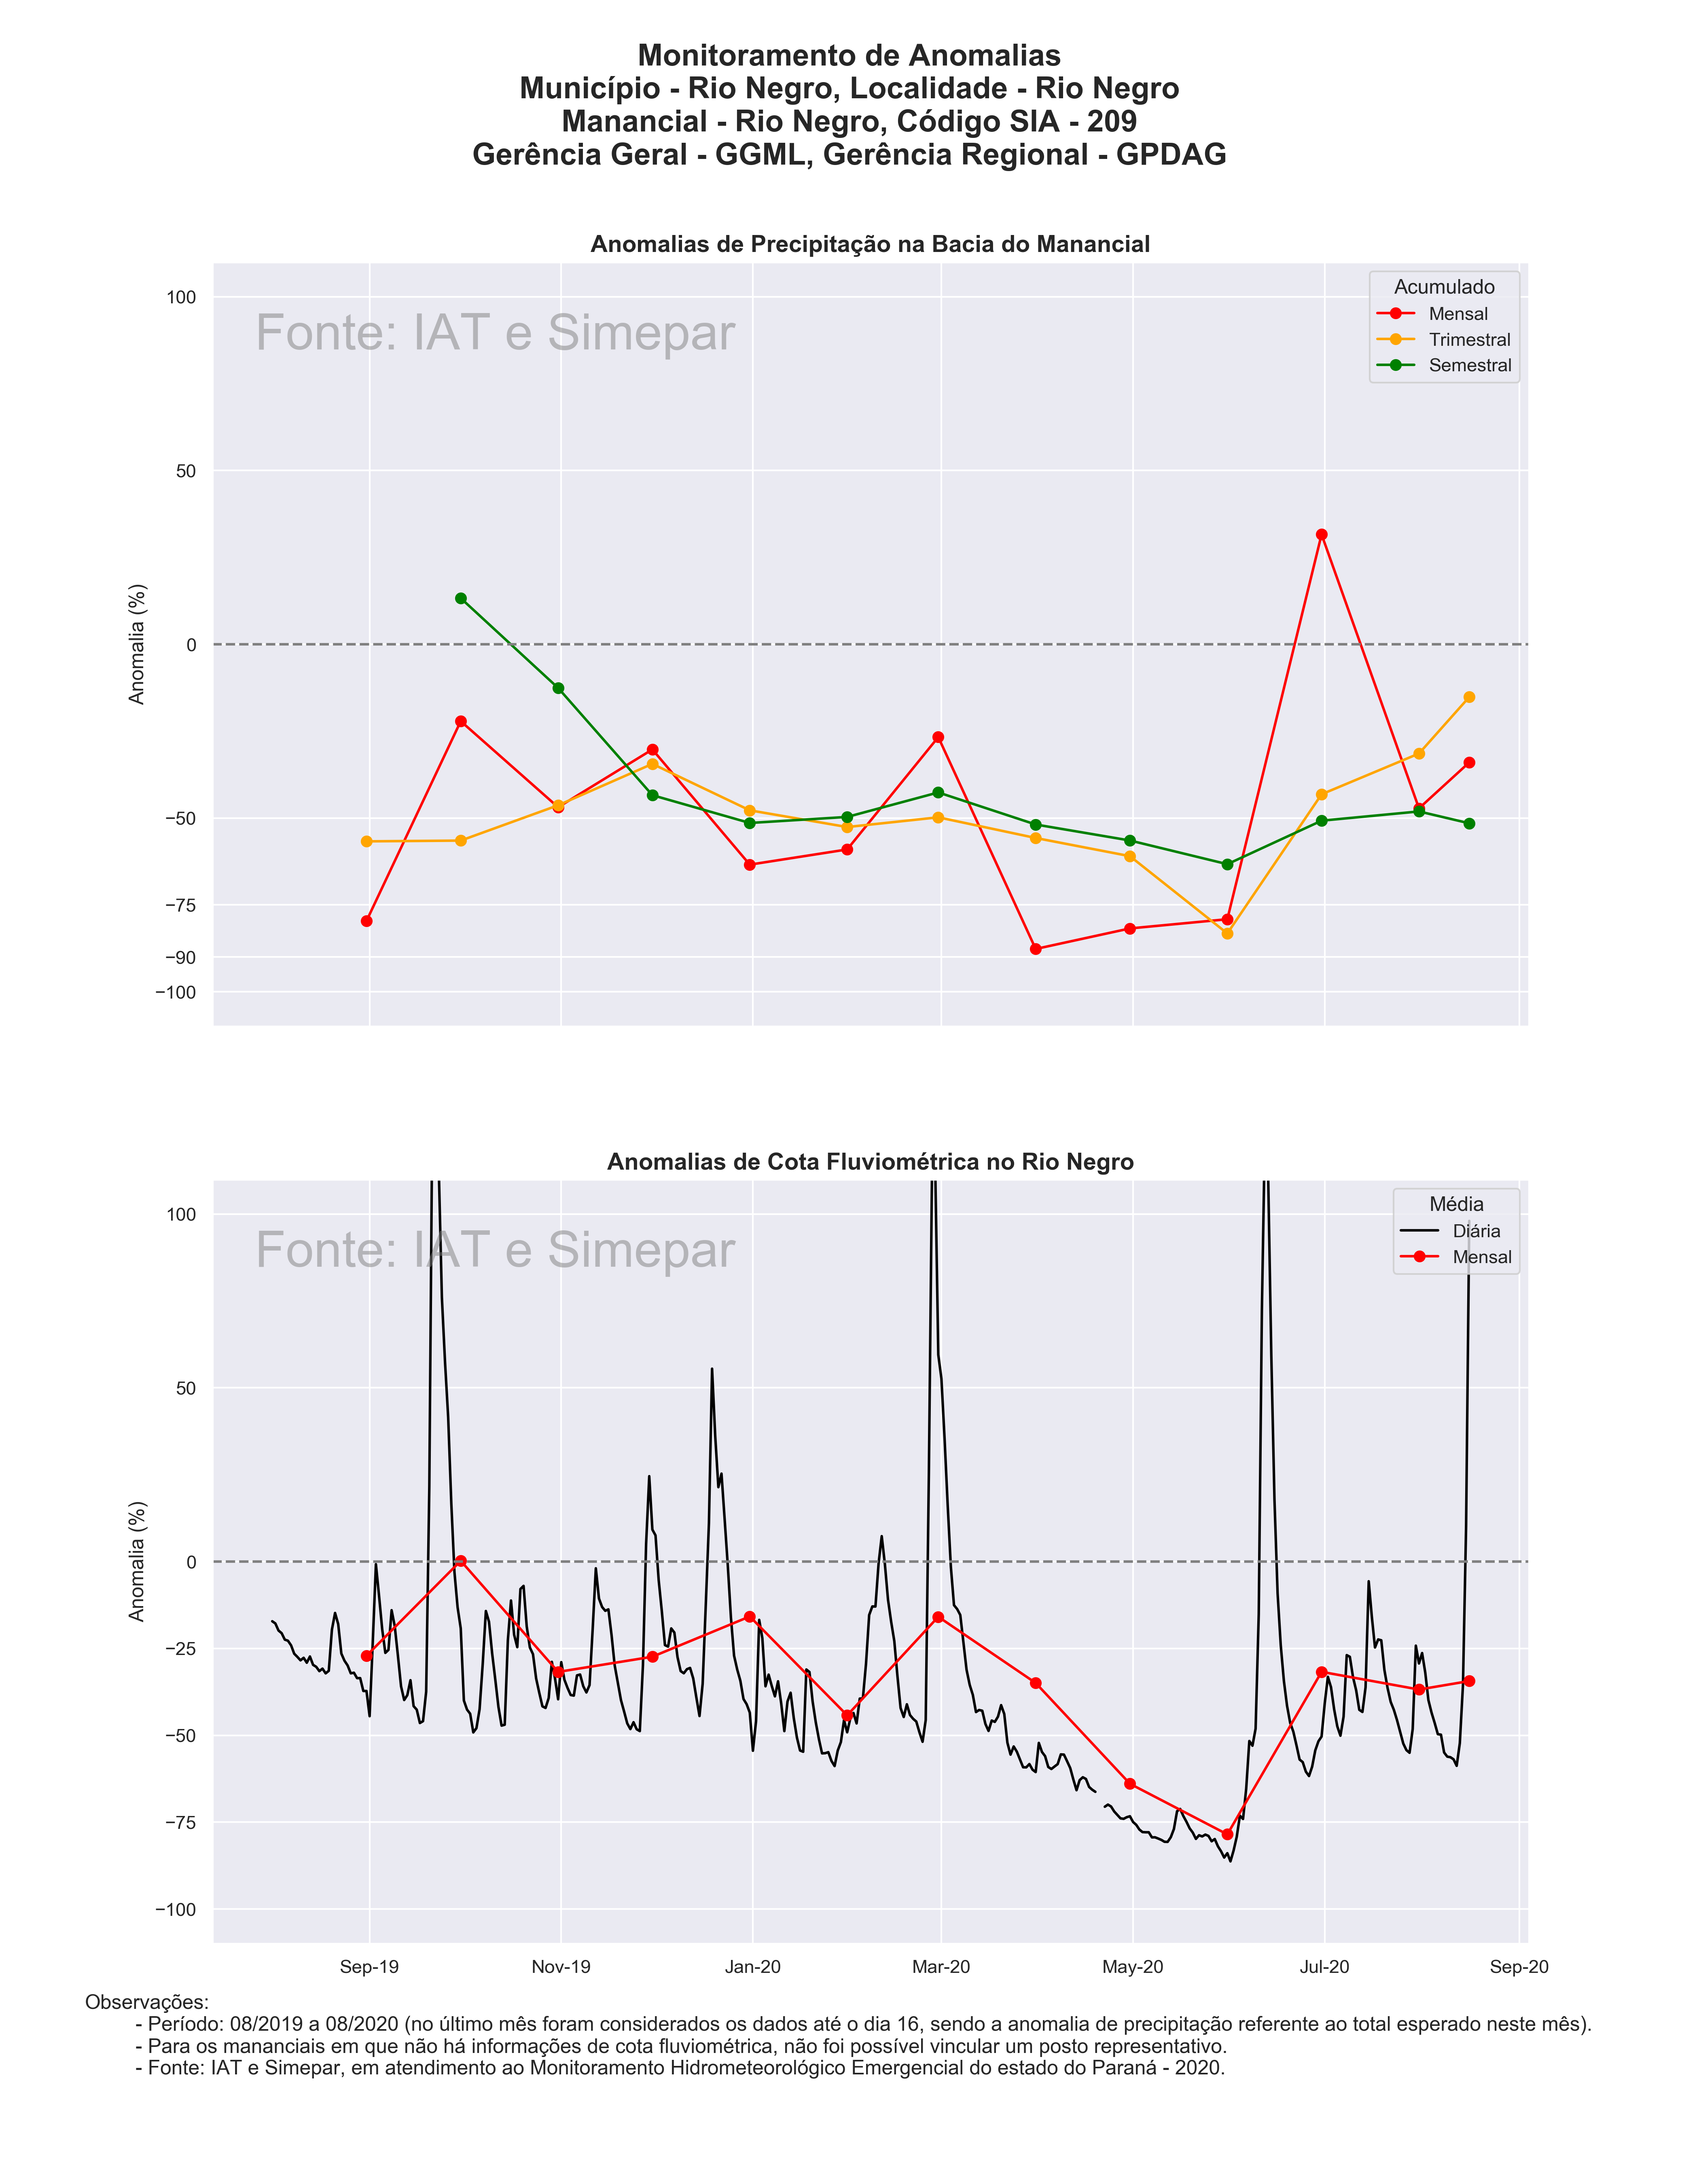 Monitoramento de Anomalias
Município - Rio Negro, Localidade - Rio Negro
Manancial - Rio Negro, Código SIA - 209
Gerência Geral - GGML, Gerência Regional - GPDAG
Anomalias de Precipitação na Bacia do Manancial
Fonte: IAT e Simepar
Acumulado
Mensal
Trimestral
Semestral
Anomalia (%)
100
50
0
−50
−75
−90
−100
Anomalias de Cota Fluviométrica no Rio Negro
Fonte: IAT e Simepar
Média
Diária
Mensal
Anomalia (%)
100
50
0
−25
−50
−75
−100
Sep-19 Nov-19 Jan-20 Mar-20 May-20 Jul-20 Sep-20
Observações:
- Período: 08/2019 a 08/2020 (no último mês foram considerados os dados até o dia 16, sendo a anomalia de precipitação referente ao total esperado neste mês).
- Para os mananciais em que não há informações de cota fluviométrica, não foi possível vincular um posto representativo.
- Fonte: IAT e Simepar, em atendimento ao Monitoramento Hidrometeorológico Emergencial do estado do Paraná - 2020.